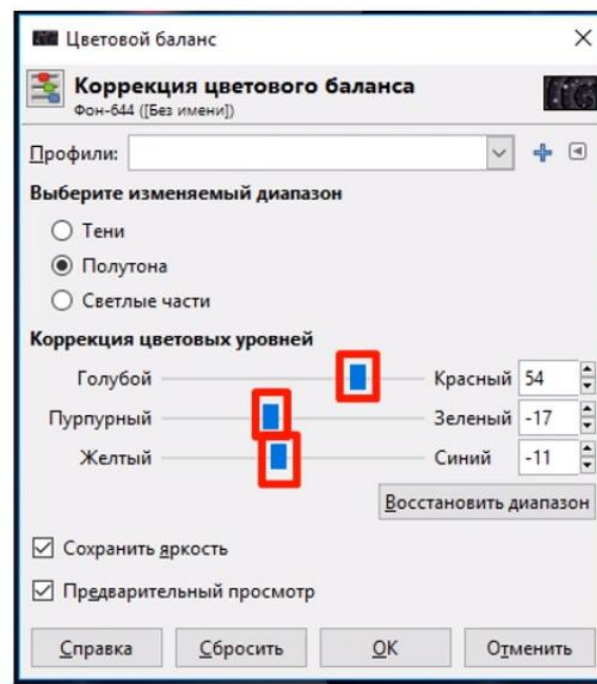 Цветовой баланс
Коррекция цветового баланса
Фон-644 ([Без имени])
Профили:
Выберите изменяемый диапазон
Тени
Полутона
Светлые части
Коррекция цветовых уровней
Голубой Красный 54
Пурпурный Зеленый -17
Желтый Синий -11
Восстановить диапазон
Сохранить яркость
Предварительный просмотр
Справка Сбросить OK Отменить